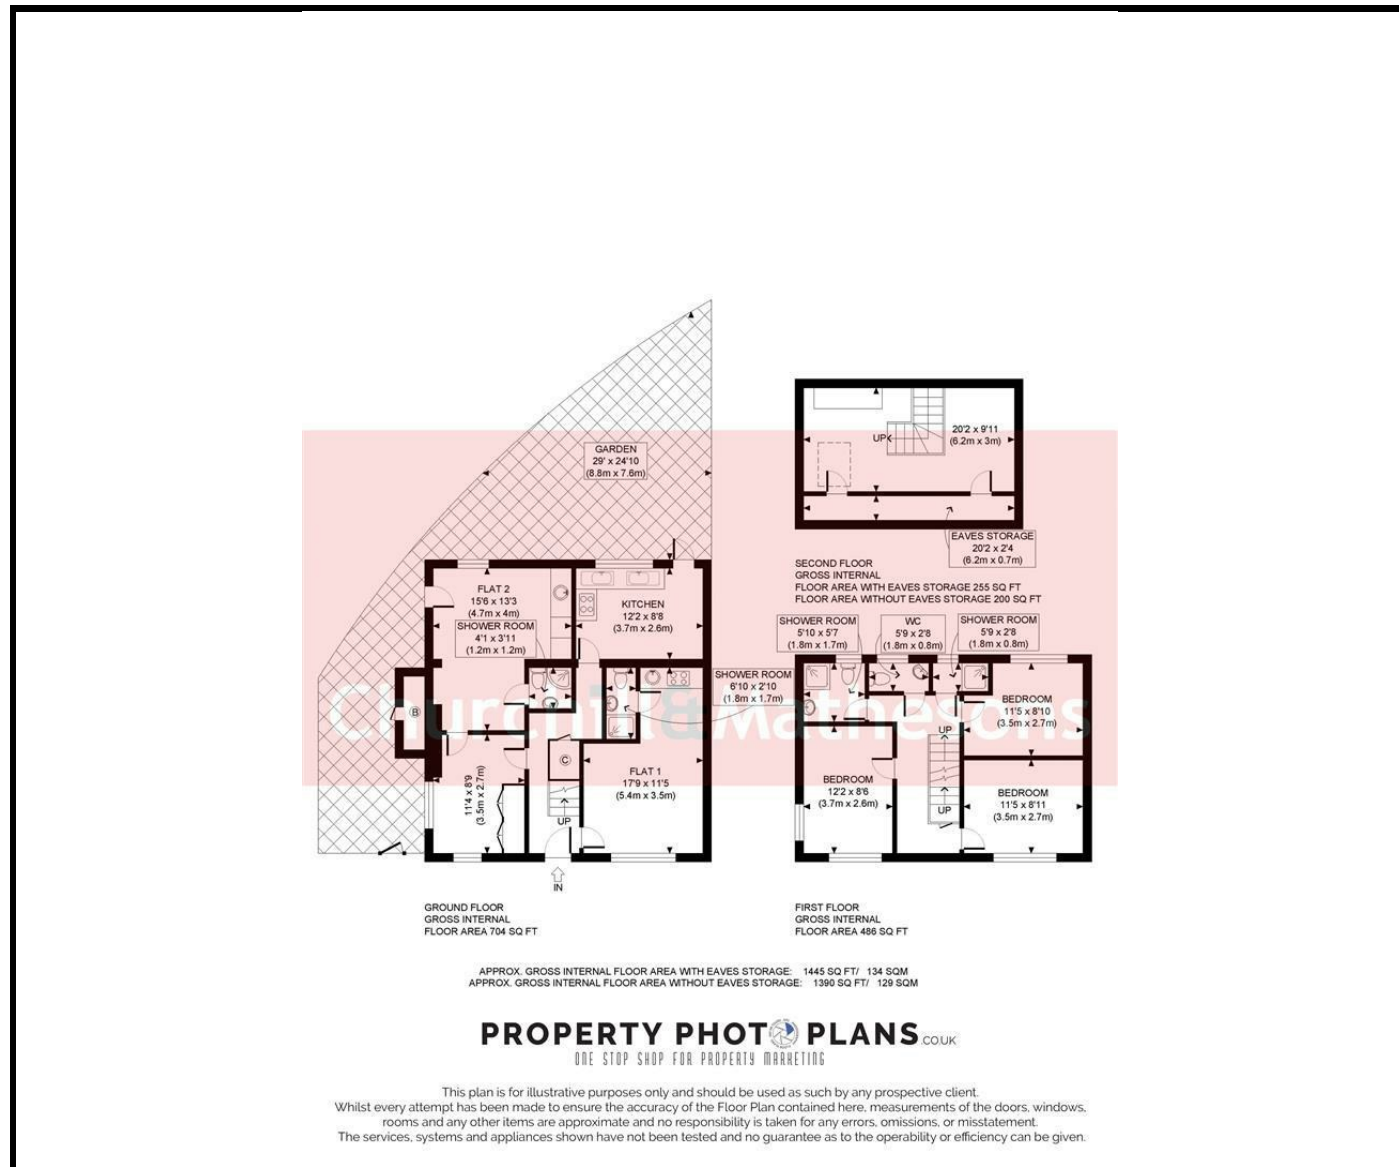 GARDEN
29' x 24'10
(8.8m x 7.6m)
FLAT 2
15'6 x 13'3
(4.7m x 4m)
SHOWER ROOM
4'1 x 3'11
(1.2m x 1.2m)
KITCHEN
12'2 x 8'8
(3.7m x 2.6m)
SHOWER ROOM
6'10 x 2'10
(1.8m x 1.7m)
B
C
11'4 x 8'9
(3.5m x 2.7m)
FLAT 1
17'9 x 11'5
(5.4m x 3.5m)
UP
IN
GROUND FLOOR
GROSS INTERNAL
FLOOR AREA 704 SQ FT
UP
20'2 x 9'11
(6.2m x 3m)
EAVES STORAGE
20'2 x 2'4
(6.2m x 0.7m)
SECOND FLOOR
GROSS INTERNAL
FLOOR AREA WITH EAVES STORAGE 255 SQ FT
FLOOR AREA WITHOUT EAVES STORAGE 200 SQ FT
SHOWER ROOM
5'10 x 5'7
(1.8m x 1.7m)
WC
5'9 x 2'8
(1.8m x 0.8m)
SHOWER ROOM
5'9 x 2'8
(1.8m x 0.8m)
BEDROOM
11'5 x 8'10
(3.5m x 2.7m)
UP
BEDROOM
12'2 x 8'6
(3.7m x 2.6m)
UP
BEDROOM
11'5 x 8'11
(3.5m x 2.7m)
FIRST FLOOR
GROSS INTERNAL
FLOOR AREA 486 SQ FT
Churchill & Mathesons
APPROX. GROSS INTERNAL FLOOR AREA WITH EAVES STORAGE: 1445 SQ FT/ 134 SQM
APPROX. GROSS INTERNAL FLOOR AREA WITHOUT EAVES STORAGE: 1390 SQ FT/ 129 SQM
PROPERTY PHOTO PLANS.CO.UK
ONE STOP SHOP FOR PROPERTY MARKETING
This plan is for illustrative purposes only and should be used as such by any prospective client.
Whilst every attempt has been made to ensure the accuracy of the Floor Plan contained here, measurements of the doors, windows,
rooms and any other items are approximate and no responsibility is taken for any errors, omissions, or misstatement.
The services, systems and appliances shown have not been tested and no guarantee as to the operability or efficiency can be given.